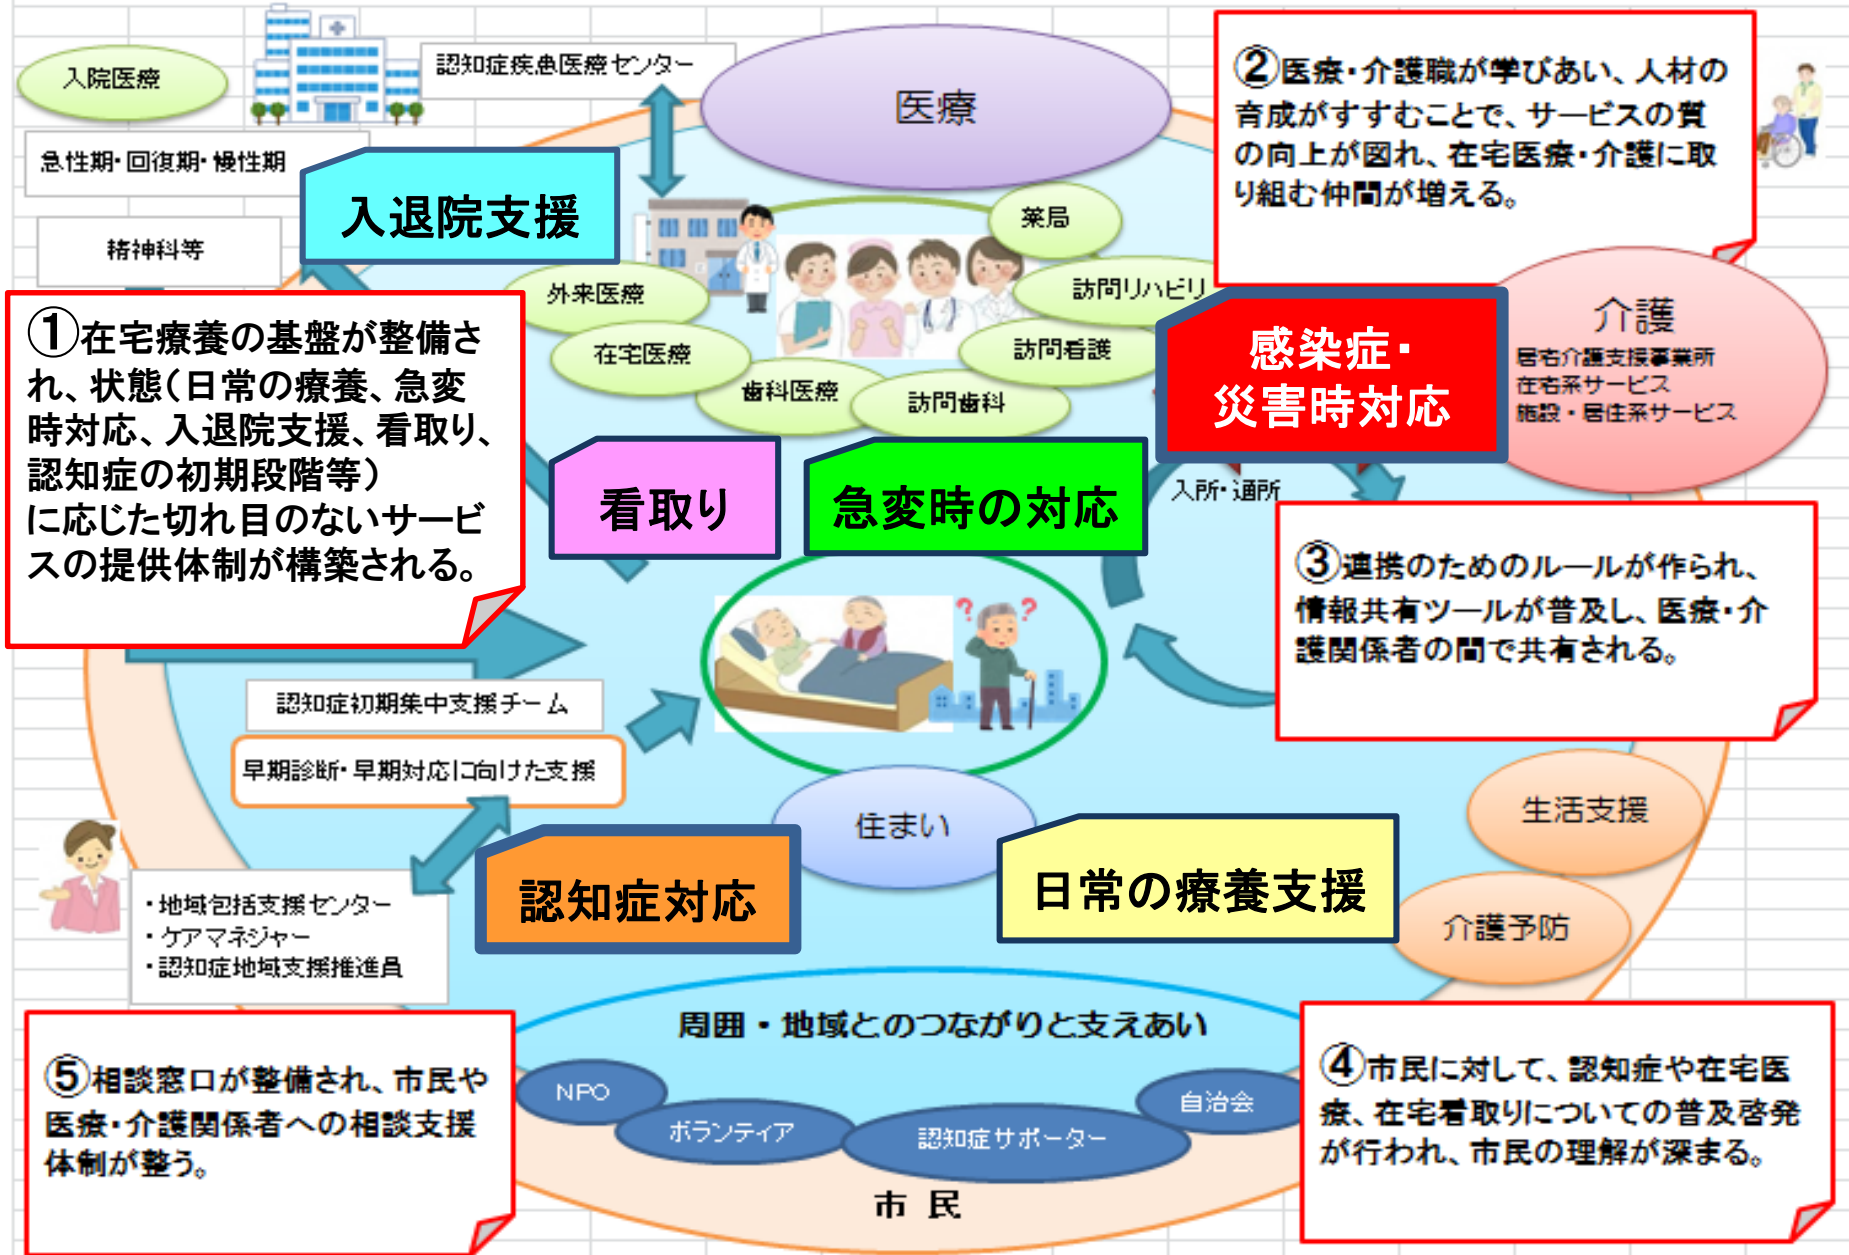 入院医療
認知症疾患医療センター
医療
②医療・介護職が学びあい、人材の
育成がすすむことで、サービスの質
の向上が図れ、在宅医療・介護に取
り組む仲間が増える。
急性期・回復期・慢性期
入退院支援
精神科等
薬局
訪問リハビリ
外来医療
在宅医療
歯科医療
訪問歯科
訪問看護
感染症・
災害時対応
介護
居宅介護支援事業所
在宅系サービス
施設・居住系サービス
①在宅療養の基盤が整備さ
れ、状態（日常の療養、急変
時対応、入退院支援、看取り、
認知症の初期段階等）
に応じた切れ目のないサービ
スの提供体制が構築される。
看取り
急変時の対応
入所・通所
③連携のためのルールが作られ、
情報共有ツールが普及し、医療・介
護関係者の間で共有される。
? ?
認知症初期集中支援チーム
早期診断・早期対応に向けた支援
住まい
生活支援
認知症対応
日常の療養支援
介護予防
・地域包括支援センター
・ケアマネジャー
・認知症地域支援推進員
周囲・地域とのつながりと支えあい
⑤相談窓口が整備され、市民や
医療・介護関係者への相談支援
体制が整う。
NPO
ボランティア
認知症サポーター
自治会
市 民
④市民に対して、認知症や在宅医
療、在宅看取りについての普及啓発
が行われ、市民の理解が深まる。